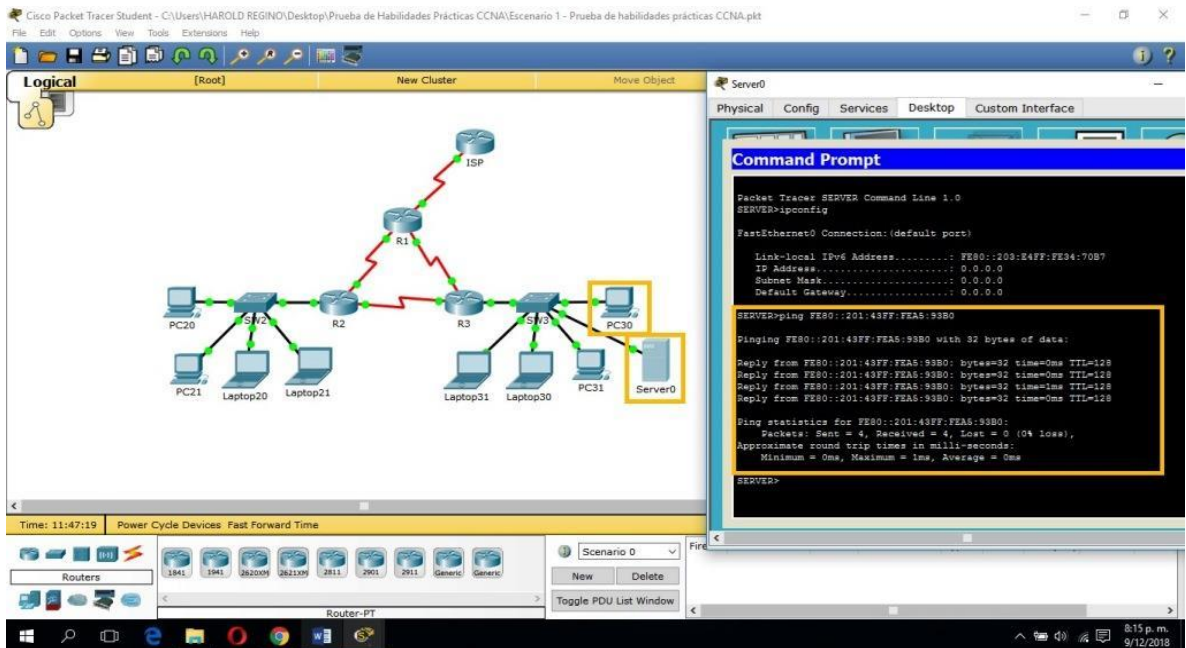 Cisco Packet Tracer Student - C:\Users\HAROLD REGINO\Desktop\Prueba de Habilidades Prácticas CCNA\Escenario 1 - Prueba de habilidades prácticas CCNA.pkt
File Edit Options View Tools Extensions Help
Logical [Root] New Cluster Move Object
ISP
R1
PC20 SW2 R2 R3 SW3 PC30
PC21 Laptop20 Laptop21 Laptop31 Laptop30 PC31 Server0
Server0
Physical Config Services Desktop Custom Interface
Command Prompt
Packet Tracer SERVER Command Line 1.0
SERVER>ipconfig
FastEthernet0 Connection:(default port)
Link-local IPv6 Address.........: FE80::203:E4FF:FE34:70B7
IP Address......................: 0.0.0.0
Subnet Mask.....................: 0.0.0.0
Default Gateway.................: 0.0.0.0
SERVER>ping FE80::201:43FF:FEA5:93B0
Pinging FE80::201:43FF:FEA5:93B0 with 32 bytes of data:
Reply from FE80::201:43FF:FEA5:93B0: bytes=32 time=0ms TTL=128
Reply from FE80::201:43FF:FEA5:93B0: bytes=32 time=0ms TTL=128
Reply from FE80::201:43FF:FEA5:93B0: bytes=32 time=1ms TTL=128
Reply from FE80::201:43FF:FEA5:93B0: bytes=32 time=0ms TTL=128
Ping statistics for FE80::201:43FF:FEA5:93B0:
Packets: Sent = 4, Received = 4, Lost = 0 (0% loss),
Approximate round trip times in milli-seconds:
Minimum = 0ms, Maximum = 1ms, Average = 0ms
SERVER>
Time: 11:47:19 Power Cycle Devices Fast Forward Time
Routers
1841 1941 2620XM 2621XM 2811 2901 2911 Generic Generic
Router-PT
Scenario 0
New Delete
Toggle PDU List Window
Fire
8:15 p. m.
9/12/2018